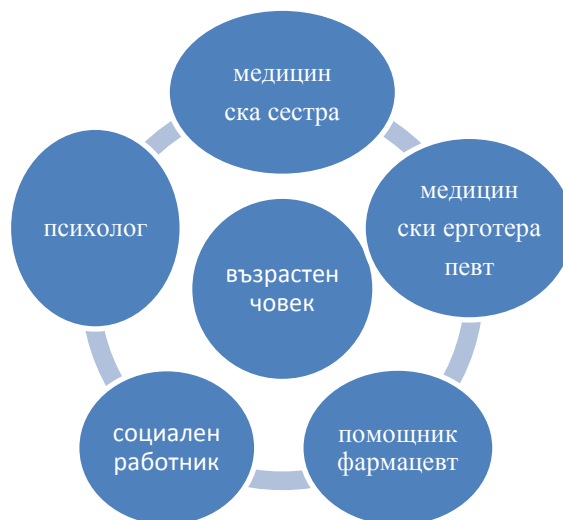 медицин
ска сестра
медицин
ски ерготера
певт
психолог
възрастен
човек
социален
работник
помощник
фармацевт